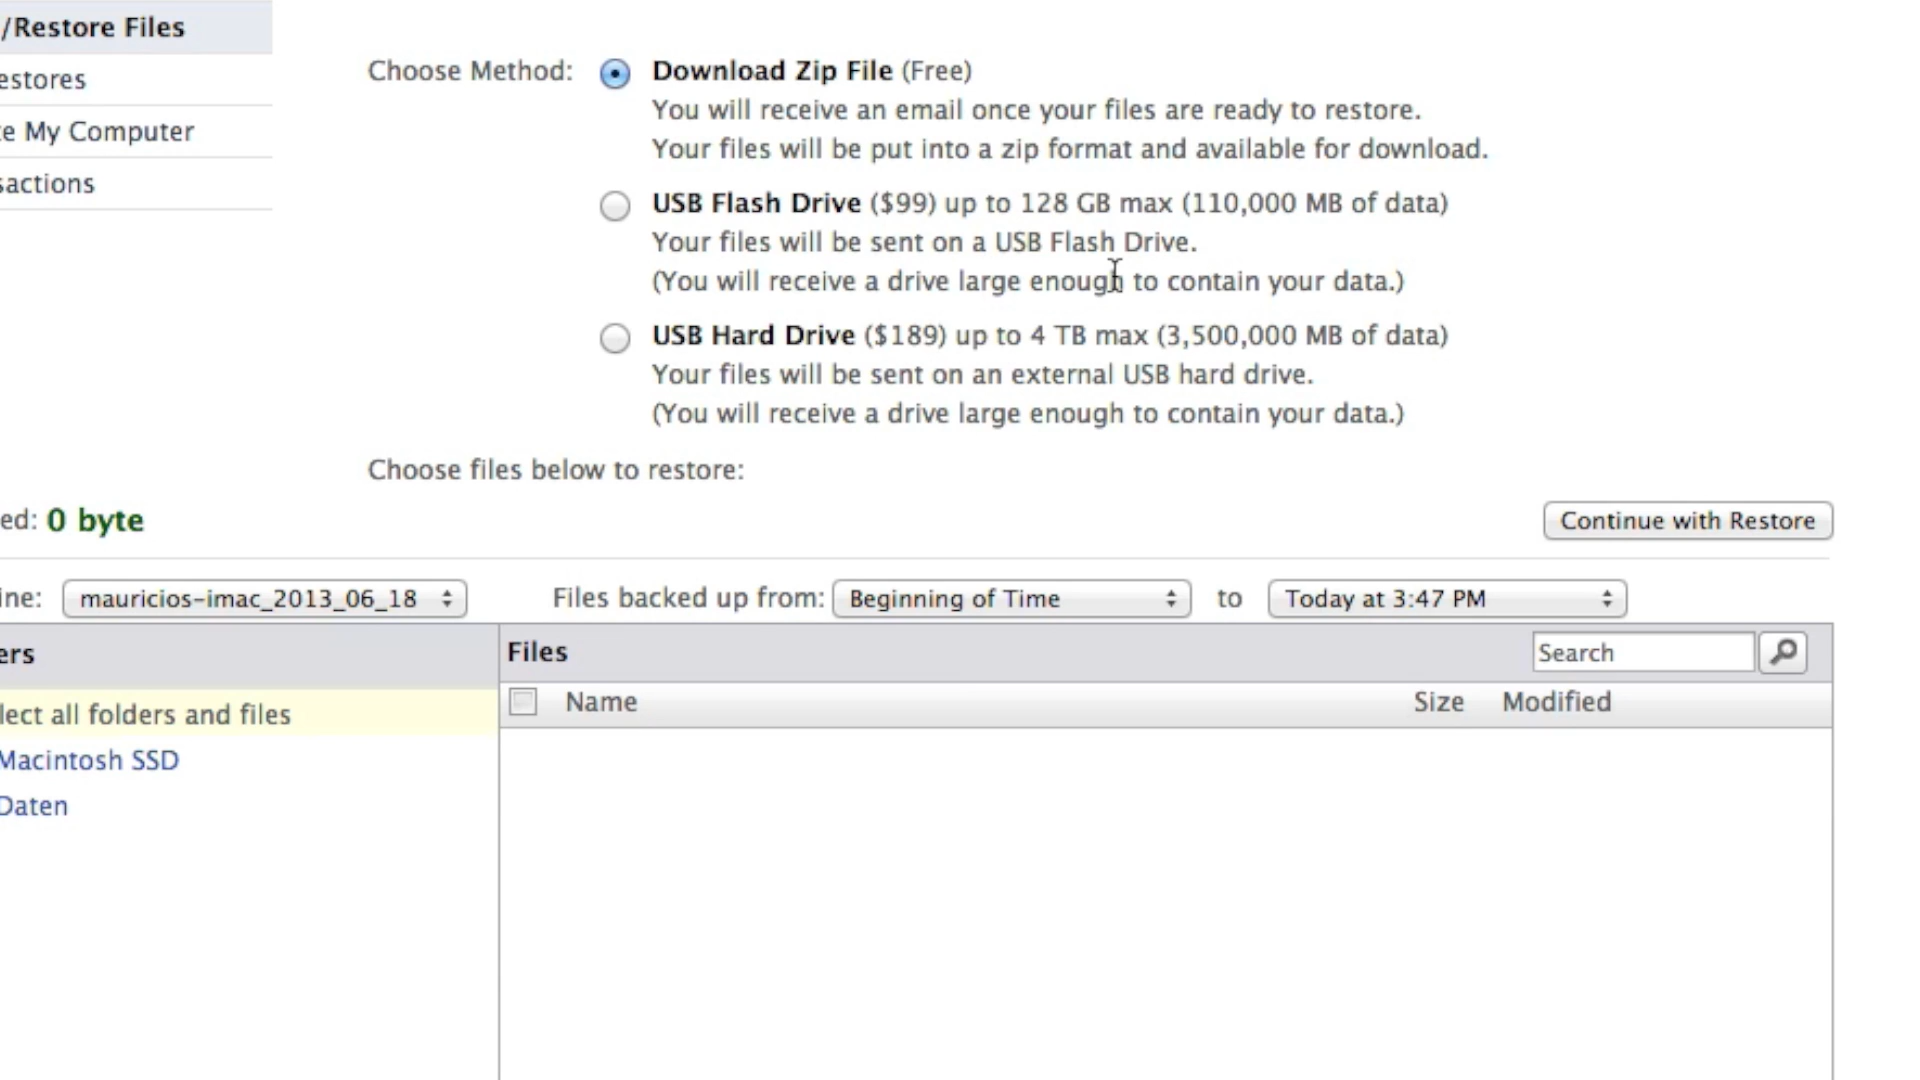 /Restore Files
estores
te My Computer
sactions
Choose Method:
Download Zip File (Free)
You will receive an email once your files are ready to restore.
Your files will be put into a zip format and available for download.
USB Flash Drive ($99) up to 128 GB max (110,000 MB of data)
Your files will be sent on a USB Flash Drive.
(You will receive a drive large enough to contain your data.)
USB Hard Drive ($189) up to 4 TB max (3,500,000 MB of data)
Your files will be sent on an external USB hard drive.
(You will receive a drive large enough to contain your data.)
Choose files below to restore:
ed: 0 byte
Continue with Restore
ine: mauricios-imac_2013_06_18 Files backed up from: Beginning of Time to Today at 3:47 PM
ers
Files
Search
Name Size Modified
lect all folders and files
Macintosh SSD
Daten